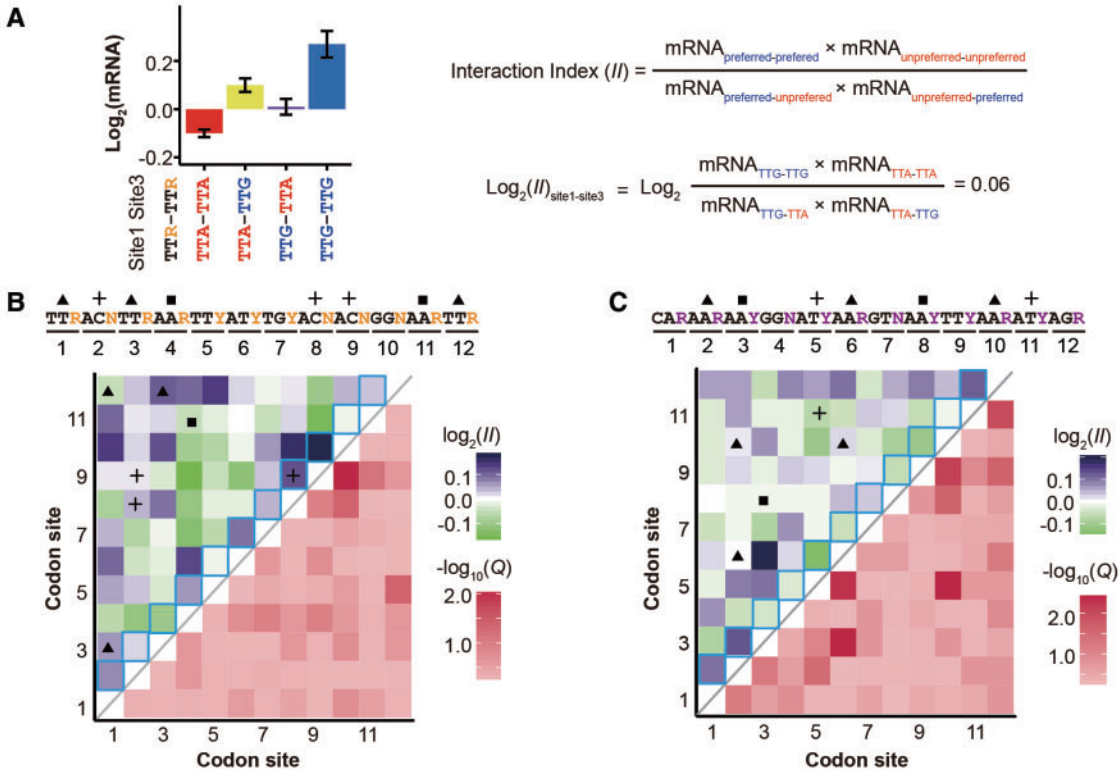 A
Log2(mRNA)
0.2
0.0
-0.2
Site1 Site3
TTR–TTR
TTA–TTA
TTA–TTG
TTG–TTA
TTG–TTG
Interaction Index (II) = mRNApreferred-prefered × mRNAunpreferred-unpreferred
mRNApreferred-unprefered × mRNAunpreferred-preferred
Log2(II)site1-site3 = Log2 mRNATTG-TTG × mRNATTA-TTA = 0.06
mRNATTG-TTA × mRNATTA-TTG
B
▲ + ▲ ■ + + ■ ▲
TTRACNTTRAARTTYATYTGYACNACNGGNAARTTR
1 2 3 4 5 6 7 8 9 10 11 12
Codon site
11
9
7
5
3
1
1 3 5 7 9 11
Codon site
log2(II)
0.1
0.0
-0.1
-log10(Q)
2.0
1.0
C
▲ ■ + ▲ ■ ▲ +
CARAARAAYGGNATYAARGTNAAYTTYAARATYAGR
1 2 3 4 5 6 7 8 9 10 11 12
Codon site
11
9
7
5
3
1
1 3 5 7 9 11
Codon site
log2(II)
0.1
0.0
-0.1
-log10(Q)
2.0
1.0